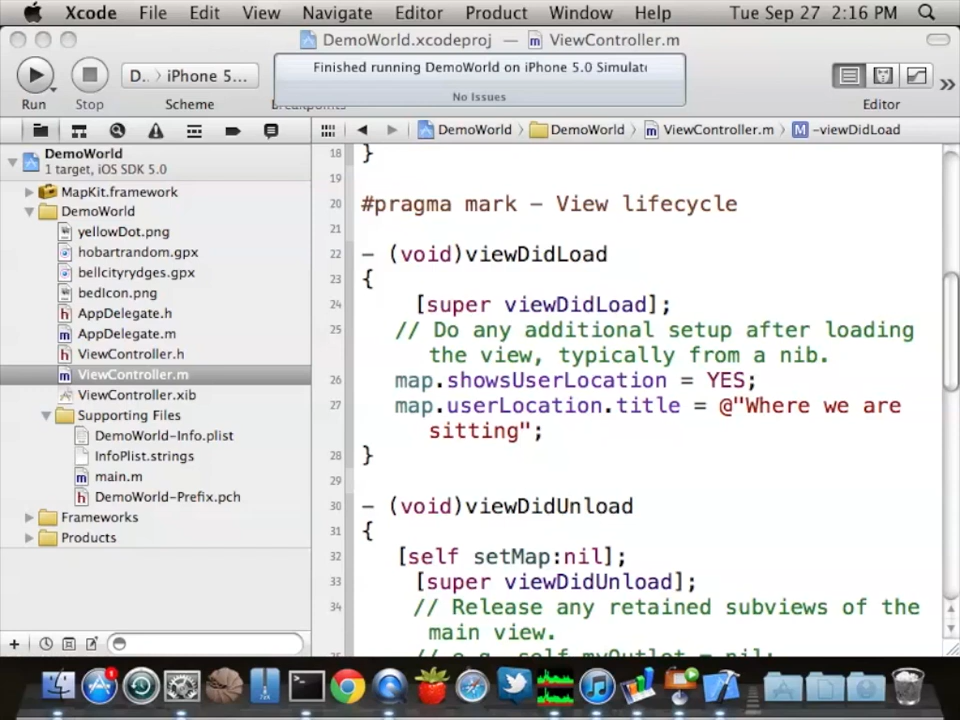 Xcode File Edit View Navigate Editor Product Window Help Tue Sep 27 2:16 PM
DemoWorld.xcodeproj — ViewController.m
D... iPhone 5... Finished running DemoWorld on iPhone 5.0 Simulat
No Issues
Run Stop Scheme Breakpoints Editor
DemoWorld DemoWorld ViewController.m M -viewDidLoad
DemoWorld
1 target, iOS SDK 5.0
MapKit.framework
DemoWorld
yellowDot.png
hobartrandom.gpx
bellcityrydges.gpx
bedIcon.png
h AppDelegate.h
m AppDelegate.m
h ViewController.h
m ViewController.m
ViewController.xib
Supporting Files
DemoWorld-Info.plist
InfoPlist.strings
m main.m
h DemoWorld-Prefix.pch
Frameworks
Products
18 }
19
20 #pragma mark - View lifecycle
21
22 - (void)viewDidLoad
23 {
24 [super viewDidLoad];
25 // Do any additional setup after loading
the view, typically from a nib.
26 map.showsUserLocation = YES;
27 map.userLocation.title = @"Where we are
sitting";
28 }
29
30 - (void)viewDidUnload
31 {
32 [self setMap:nil];
33 [super viewDidUnload];
34 // Release any retained subviews of the
main view.
// e.g. self.myOutlet = nil;